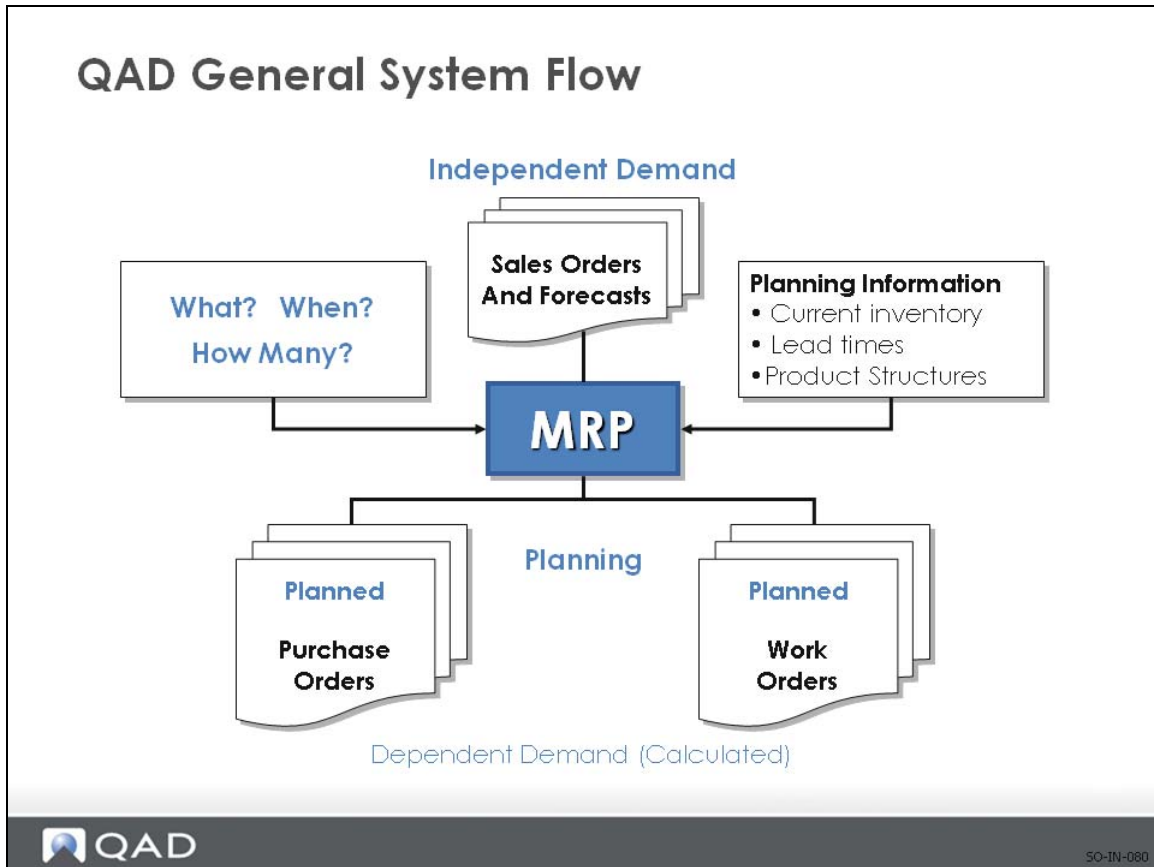 QAD General System Flow
Independent Demand
Sales Orders
And Forecasts
What? When?
How Many?
Planning Information
• Current inventory
• Lead times
•Product Structures
MRP
Planning
Planned
Purchase
Orders
Planned
Work
Orders
Dependent Demand (Calculated)
QAD
SO-IN-080